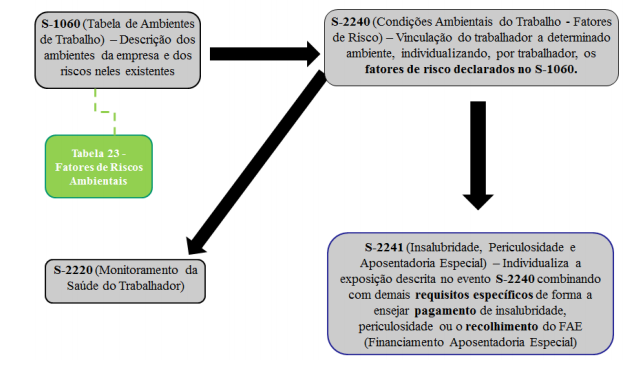 S-1060 (Tabela de Ambientes
de Trabalho) – Descrição dos
ambientes da empresa e dos
riscos neles existentes
S-2240 (Condições Ambientais do Trabalho - Fatores
de Risco) – Vinculação do trabalhador a determinado
ambiente, individualizando, por trabalhador, os
fatores de risco declarados no S-1060.
Tabela 23 -
Fatores de Riscos
Ambientais
S-2220 (Monitoramento da
Saúde do Trabalhador)
S-2241 (Insalubridade, Periculosidade e
Aposentadoria Especial) – Individualiza a
exposição descrita no evento S-2240 combinando
com demais requisitos específicos de forma a
ensejar pagamento de insalubridade,
periculosidade ou o recolhimento do FAE
(Financiamento Aposentadoria Especial)